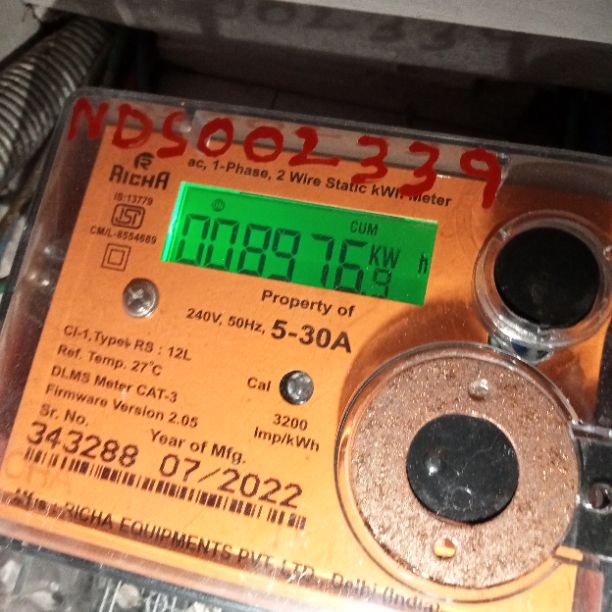 NDS002339
RICHA
ac, 1-Phase, 2 Wire Static kWh Meter
IS:13779
ISI
CM/L-8554689
CUM
008976.9 KW h
Property of
240V, 50Hz, 5-30A
Cl-1,Type1 RS : 12L
Ref. Temp. 27°C
DLMS Meter CAT-3
Firmware Version 2.05
Cal
3200
Imp/kWh
Sr. No.
Year of Mfg.
343288 07/2022
RICHA EQUIPMENTS PVT. LTD., Delhi (India)